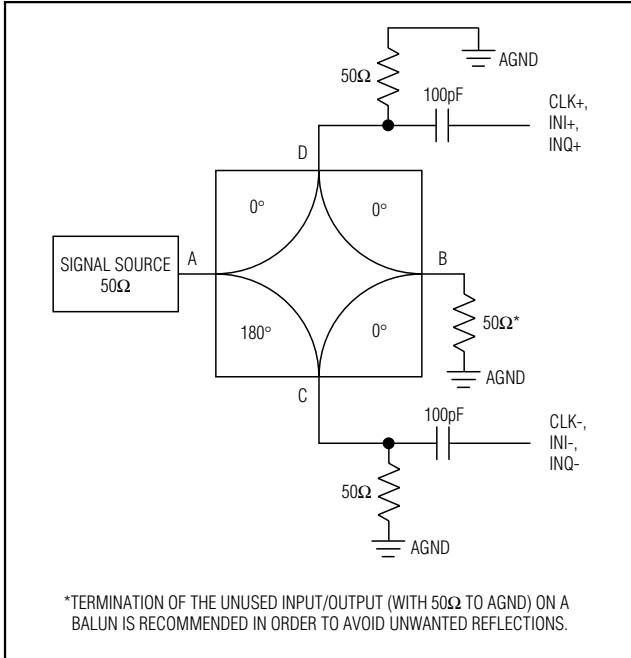 AGND
50Ω
100pF
CLK+,
INI+,
INQ+
D
0°
0°
SIGNAL SOURCE
50Ω
A
B
50Ω*
180°
0°
AGND
C
100pF
CLK-,
INI-,
INQ-
50Ω
AGND
*TERMINATION OF THE UNUSED INPUT/OUTPUT (WITH 50Ω TO AGND) ON A
BALUN IS RECOMMENDED IN ORDER TO AVOID UNWANTED REFLECTIONS.